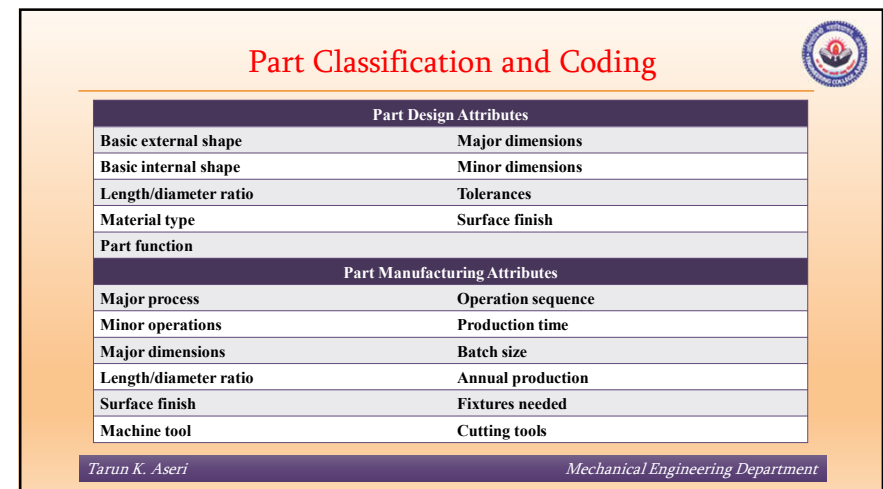 Part Classification and Coding
Part Design Attributes
Basic external shape Major dimensions
Basic internal shape Minor dimensions
Length/diameter ratio Tolerances
Material type Surface finish
Part function
Part Manufacturing Attributes
Major process Operation sequence
Minor operations Production time
Major dimensions Batch size
Length/diameter ratio Annual production
Surface finish Fixtures needed
Machine tool Cutting tools
Tarun K. Aseri Mechanical Engineering Department